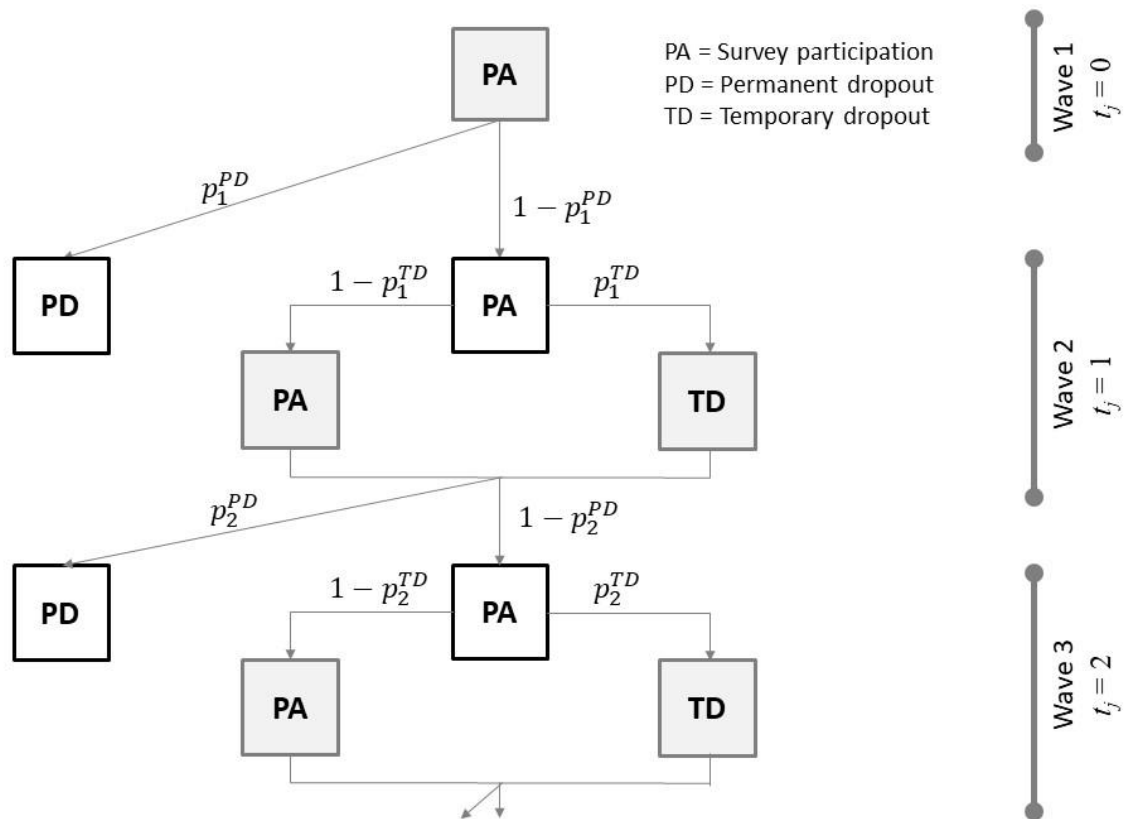 PA
PA = Survey participation
PD = Permanent dropout
TD = Temporary dropout
Wave 1
t_j = 0
p_1^{PD}
1 − p_1^{PD}
PD
1 − p_1^{TD}
PA
p_1^{TD}
PA
TD
Wave 2
t_j = 1
p_2^{PD}
1 − p_2^{PD}
PD
1 − p_2^{TD}
PA
p_2^{TD}
PA
TD
Wave 3
t_j = 2